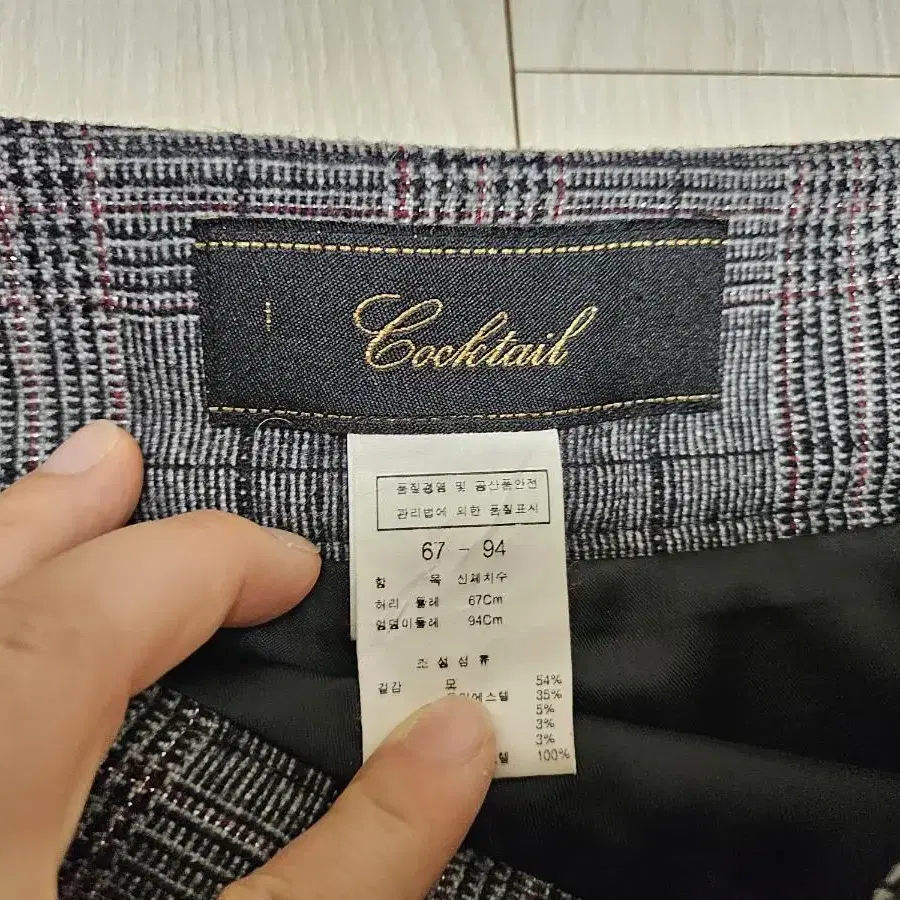 Cocktail
품질경영 및 공산품안전
관리법에 의한 품질표시
67 - 94
항 목 신체치수
허리 둘레 67Cm
엉덩이둘레 94Cm
조성섬유
겉감 모 54%
35%
5%
3%
3%
100%